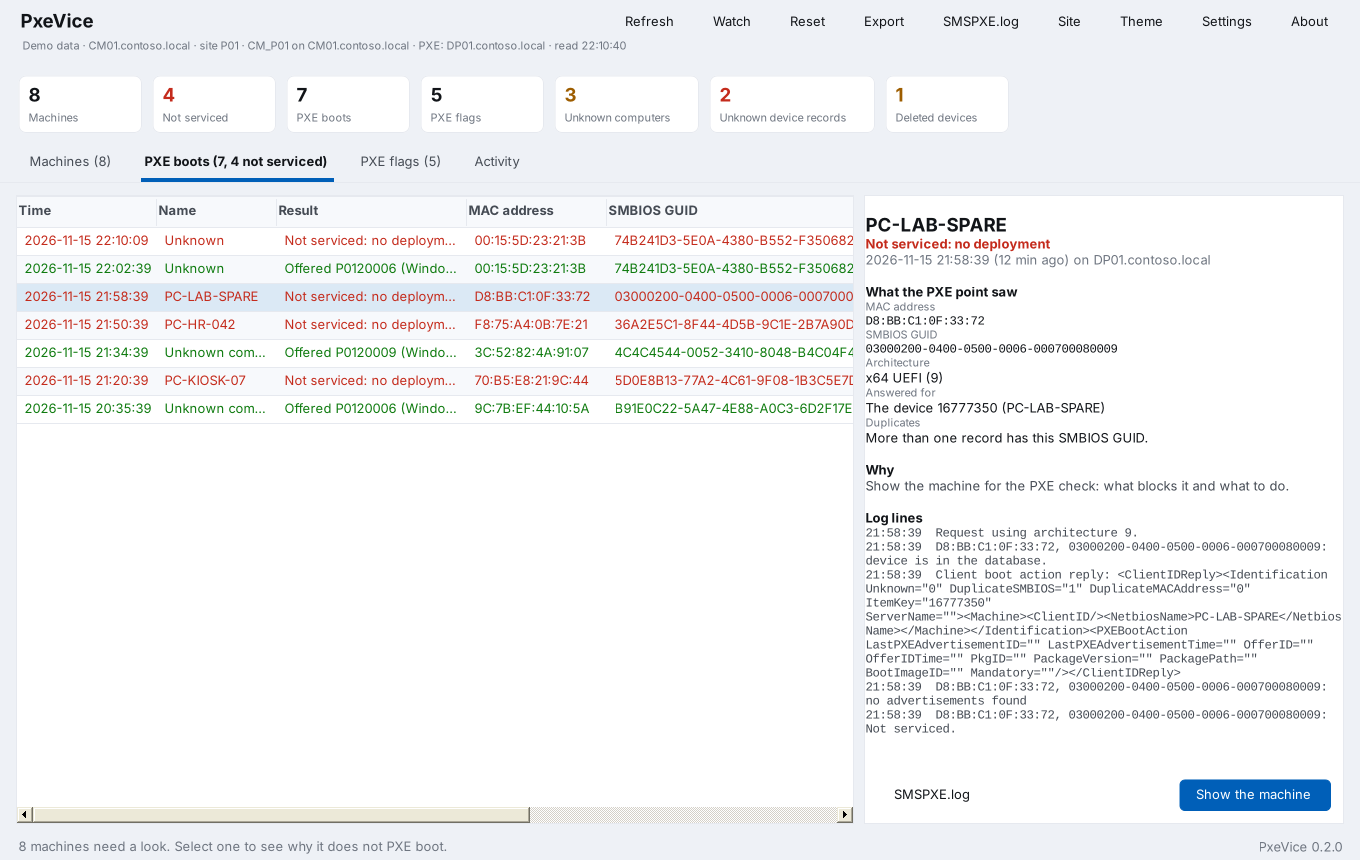 PxeVice
Refresh Watch Reset Export SMSPXE.log Site Theme Settings About
Demo data · CM01.contoso.local · site P01 · CM_P01 on CM01.contoso.local · PXE: DP01.contoso.local · read 22:10:40
8 4 7 5 3 2 1
Machines Not serviced PXE boots PXE flags Unknown computers Unknown device records Deleted devices
Machines (8) PXE boots (7, 4 not serviced) PXE flags (5) Activity
Time Name Result MAC address SMBIOS GUID
2026-11-15 22:10:09 Unknown Not serviced: no deploym... 00:15:5D:23:21:3B 74B241D3-5E0A-4380-B552-F350682
2026-11-15 22:02:39 Unknown Offered P0120006 (Windo... 00:15:5D:23:21:3B 74B241D3-5E0A-4380-B552-F350682
2026-11-15 21:58:39 PC-LAB-SPARE Not serviced: no deploym... D8:BB:C1:0F:33:72 03000200-0400-0500-0006-0007000
2026-11-15 21:50:39 PC-HR-042 Not serviced: no deploym... F8:75:A4:0B:7E:21 36A2E5C1-8F44-4D5B-9C1E-2B7A90D
2026-11-15 21:34:39 Unknown com... Offered P0120009 (Windo... 3C:52:82:4A:91:07 4C4C4544-0052-3410-8048-B4C04F4
2026-11-15 21:20:39 PC-KIOSK-07 Not serviced: no deploym... 70:B5:E8:21:9C:44 5D0E8B13-77A2-4C61-9F08-1B3C5E7D
2026-11-15 20:35:39 Unknown com... Offered P0120006 (Windo... 9C:7B:EF:44:10:5A B91E0C22-5A47-4E88-A0C3-6D2F17E
PC-LAB-SPARE
Not serviced: no deployment
2026-11-15 21:58:39 (12 min ago) on DP01.contoso.local
What the PXE point saw
MAC address
D8:BB:C1:0F:33:72
SMBIOS GUID
03000200-0400-0500-0006-000700080009
Architecture
x64 UEFI (9)
Answered for
The device 16777350 (PC-LAB-SPARE)
Duplicates
More than one record has this SMBIOS GUID.
Why
Show the machine for the PXE check: what blocks it and what to do.
Log lines
21:58:39 Request using architecture 9.
21:58:39 D8:BB:C1:0F:33:72, 03000200-0400-0500-0006-000700080009:
device is in the database.
21:58:39 Client boot action reply: <ClientIDReply><Identification
Unknown="0" DuplicateSMBIOS="1" DuplicateMACAddress="0"
ItemKey="16777350"
ServerName=""><Machine><ClientID/><NetbiosName>PC-LAB-SPARE</Netbios
Name></Machine></Identification><PXEBootAction
LastPXEAdvertisementID="" LastPXEAdvertisementTime="" OfferID=""
OfferIDTime="" PkgID="" PackageVersion="" PackagePath=""
BootImageID="" Mandatory=""/></ClientIDReply>
21:58:39 D8:BB:C1:0F:33:72, 03000200-0400-0500-0006-000700080009:
no advertisements found
21:58:39 D8:BB:C1:0F:33:72, 03000200-0400-0500-0006-000700080009:
Not serviced.
SMSPXE.log Show the machine
8 machines need a look. Select one to see why it does not PXE boot. PxeVice 0.2.0